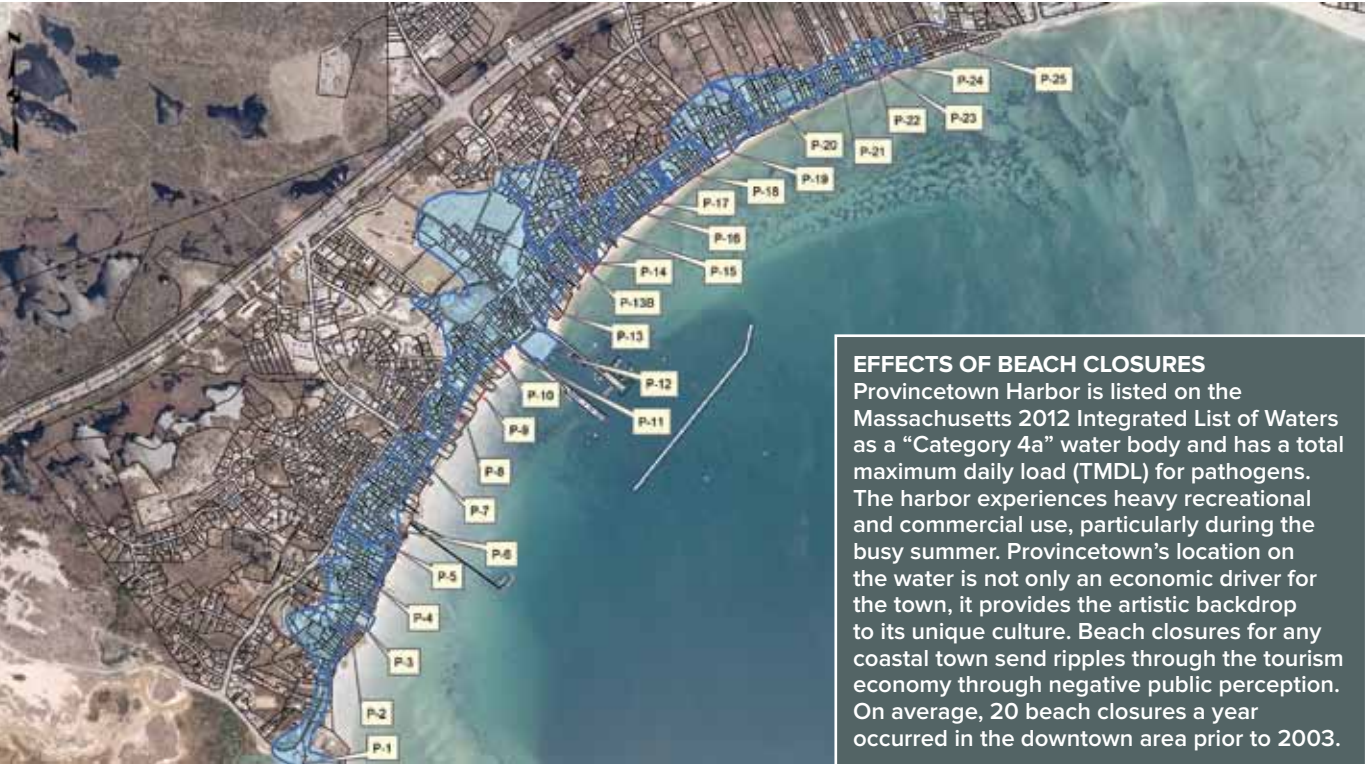 N
P-25
P-24
P-23
P-22
P-21
P-20
P-19
P-18
P-17
P-16
P-15
P-14
P-13B
P-13
P-12
P-11
P-10
P-9
P-8
P-7
P-6
P-5
P-4
P-3
P-2
P-1
EFFECTS OF BEACH CLOSURES
Provincetown Harbor is listed on the
Massachusetts 2012 Integrated List of Waters
as a “Category 4a” water body and has a total
maximum daily load (TMDL) for pathogens.
The harbor experiences heavy recreational
and commercial use, particularly during the
busy summer. Provincetown’s location on
the water is not only an economic driver for
the town, it provides the artistic backdrop
to its unique culture. Beach closures for any
coastal town send ripples through the tourism
economy through negative public perception.
On average, 20 beach closures a year
occurred in the downtown area prior to 2003.